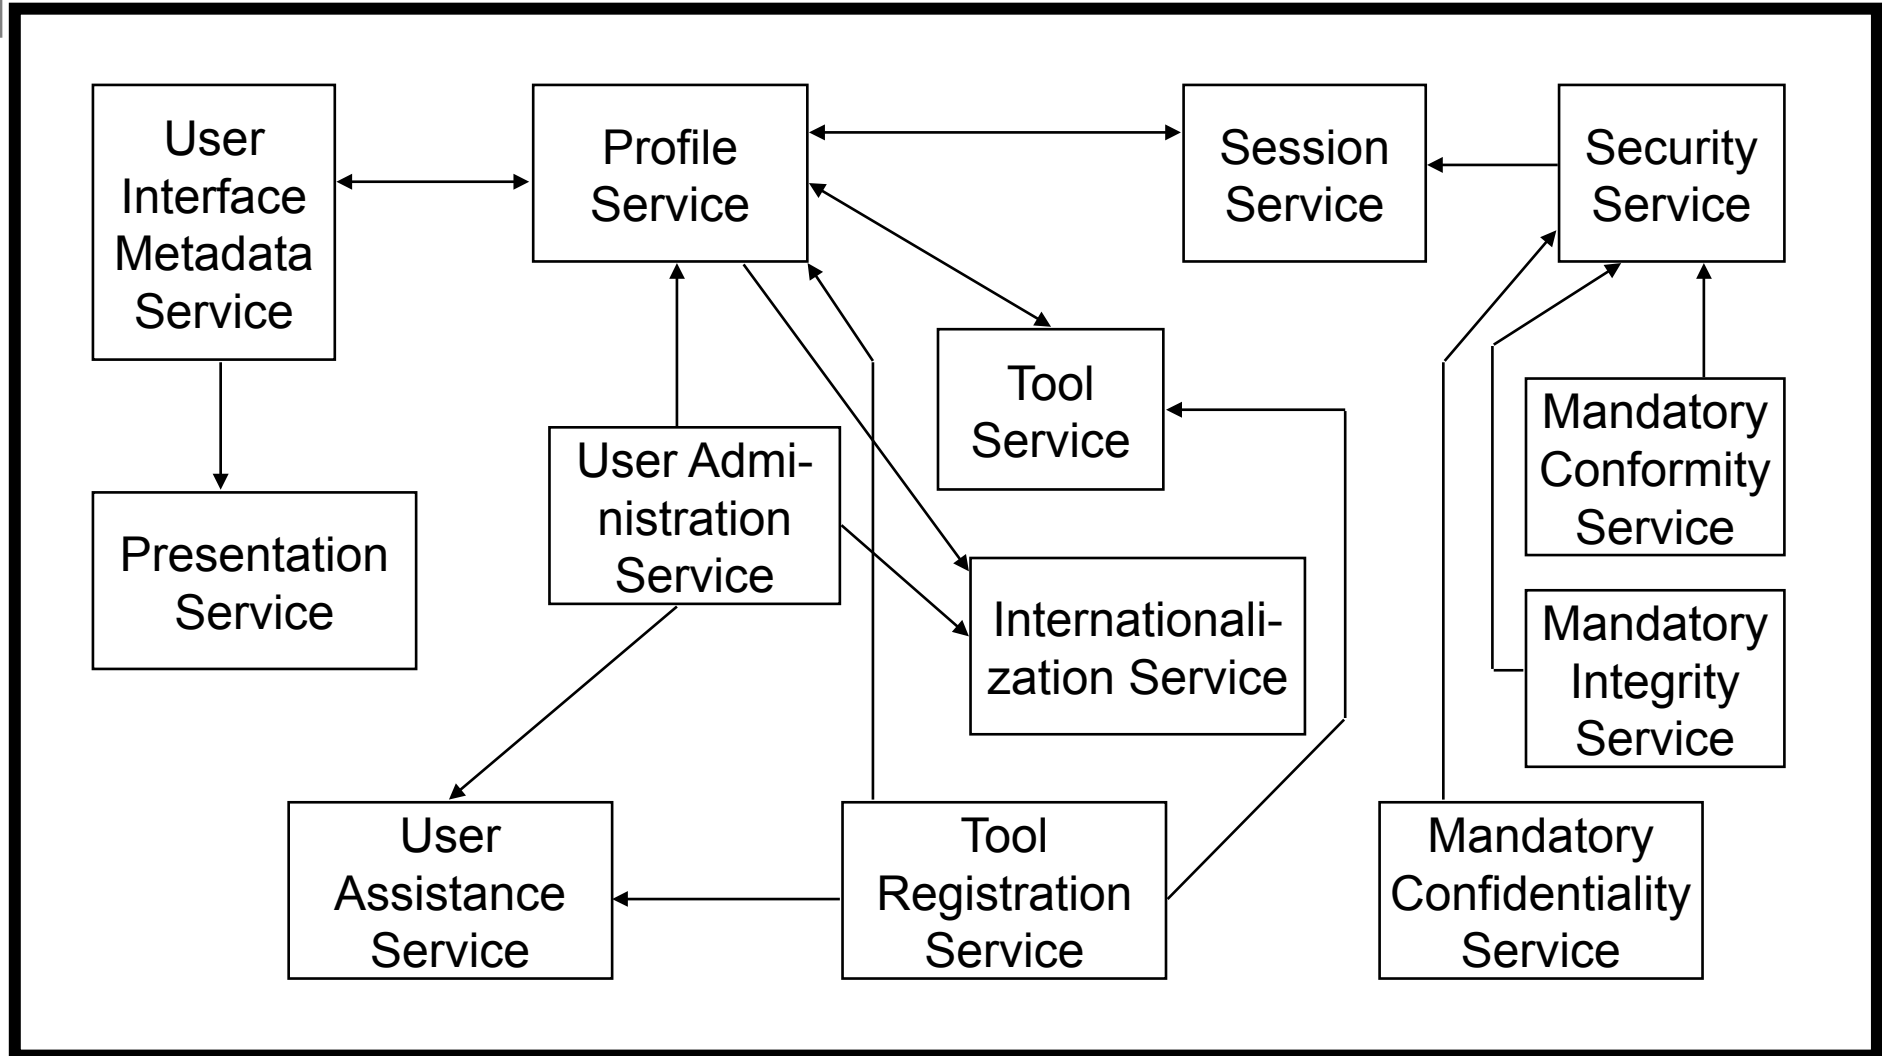 User
Interface
Metadata
Service
Profile
Service
Session
Service
Security
Service
Tool
Service
Mandatory
Conformity
Service
User Admi-
nistration
Service
Presentation
Service
Internationali-
zation Service
Mandatory
Integrity
Service
User
Assistance
Service
Tool
Registration
Service
Mandatory
Confidentiality
Service